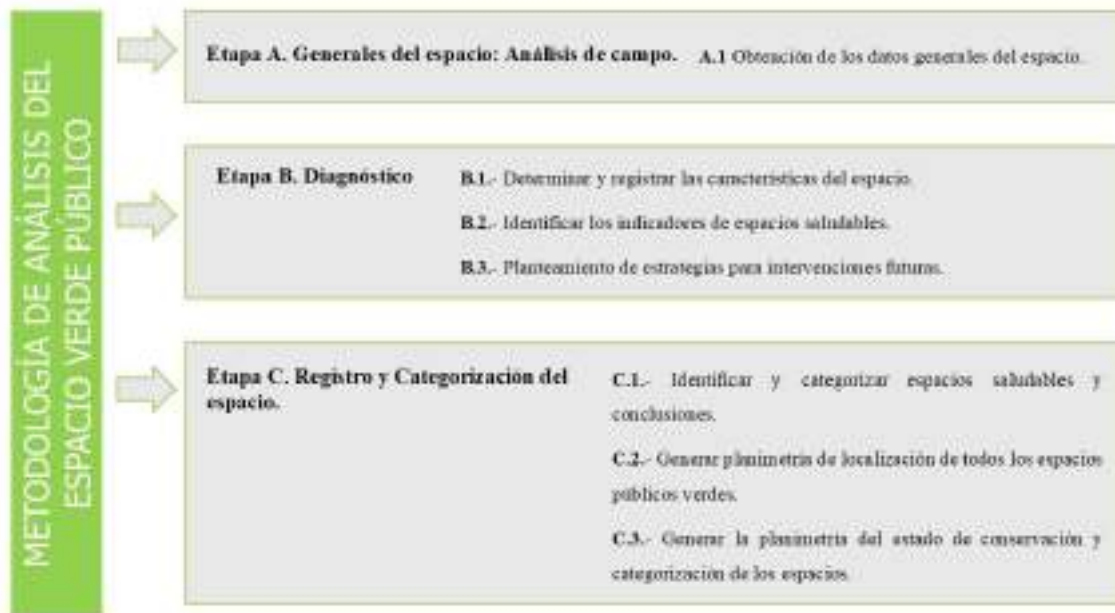 METODOLOGÍA DE ANÁLISIS DEL
ESPACIO VERDE PÚBLICO
Etapa A. Generales del espacio: Análisis de campo. A.1 Obtención de los datos generales del espacio.
Etapa B. Diagnóstico
B.1.- Determinar y registrar las características del espacio.
B.2.- Identificar los indicadores de espacios saludables.
B.3.- Planteamiento de estrategias para intervenciones futuras.
Etapa C. Registro y Categorización del
espacio.
C.1.- Identificar y categorizar espacios saludables y
conclusiones.
C.2.- Generar planimetría de localización de todos los espacios
públicos verdes.
C.3.- Generar la planimetría del estado de conservación y
categorización de los espacios.